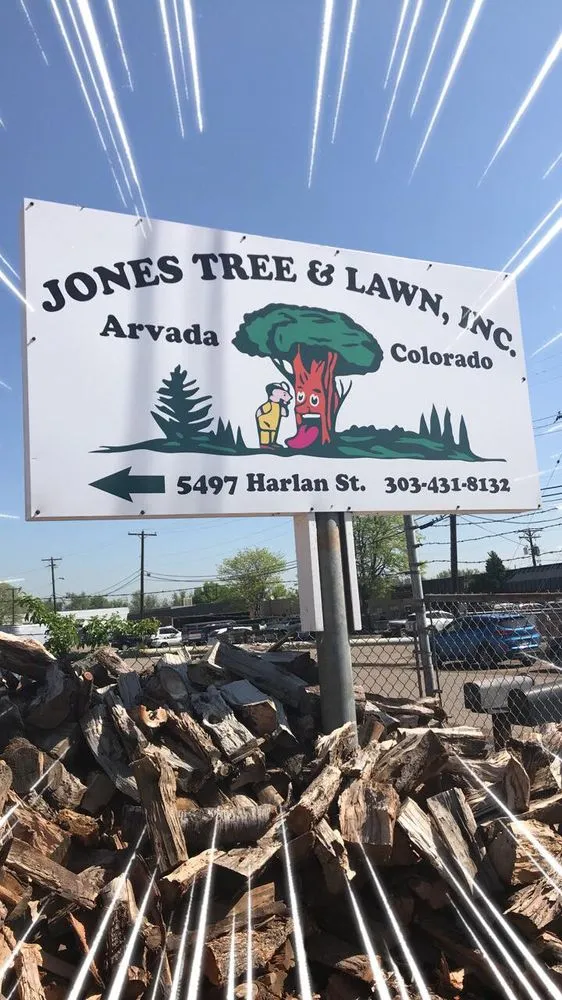 JONES TREE & LAWN, INC.
Arvada Colorado
5497 Harlan St. 303-431-8132